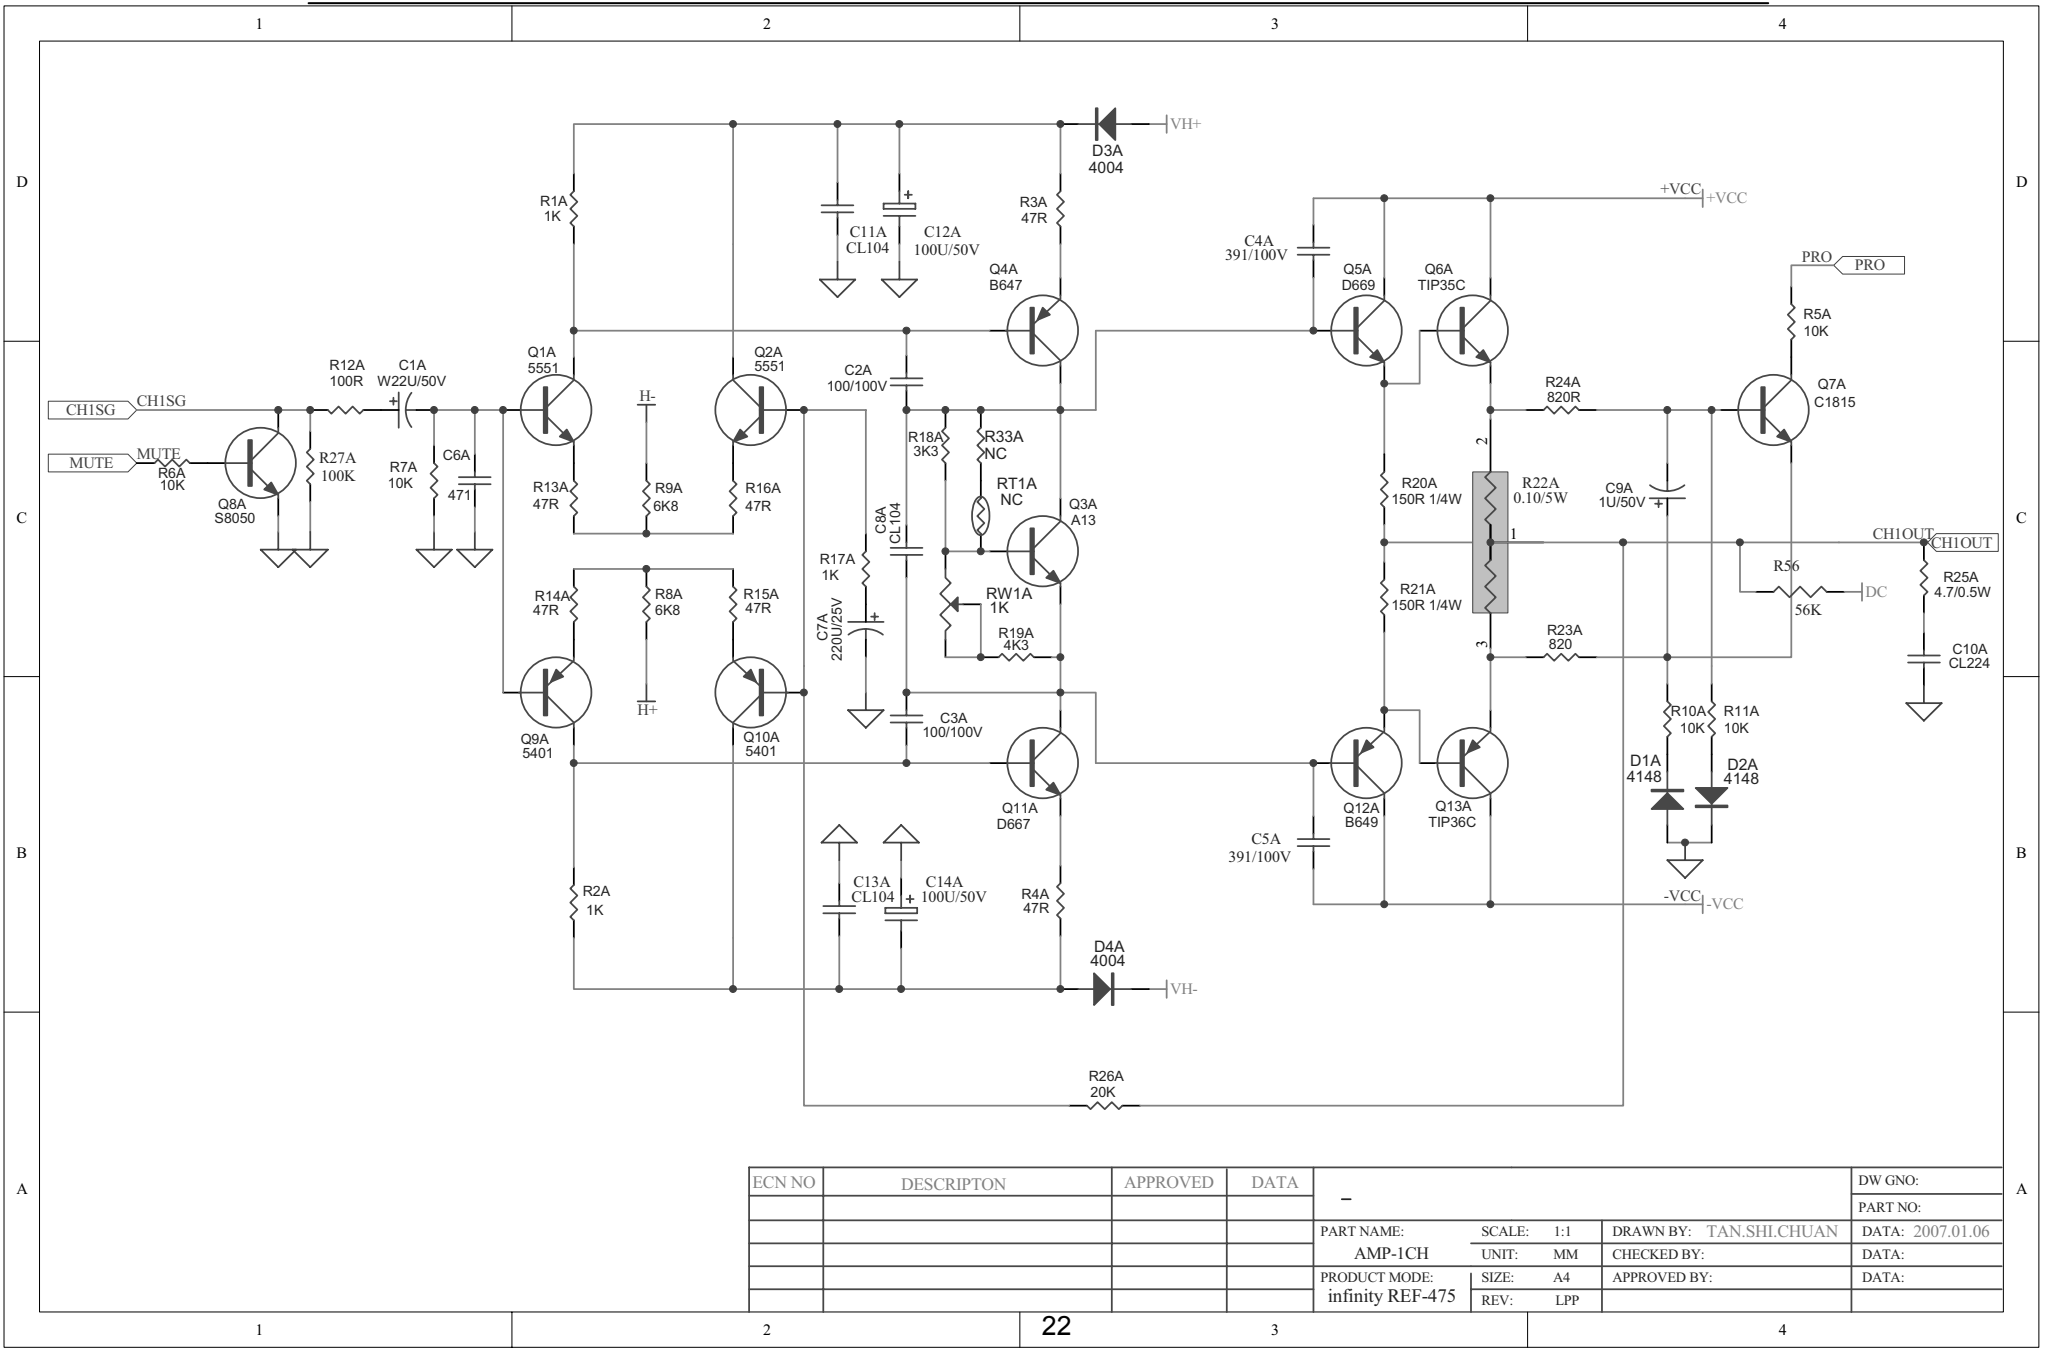 1
2
3
4
D
D
C
C
B
B
A
A
VH+
D3A
4004
R1A
1K
C11A
CL104
C12A
100U/50V
+
R3A
47R
Q4A
B647
+VCC
+VCC
C4A
391/100V
Q5A
D669
Q6A
TIP35C
PRO
PRO
R5A
10K
CH1SG
CH1SG
MUTE
MUTE
R6A
10K
Q8A
S8050
R27A
100K
R12A
100R
C1A
W22U/50V
+
R7A
10K
C6A
471
Q1A
5551
Q2A
5551
H-
R13A
47R
R9A
6K8
R16A
47R
R14A
47R
R8A
6K8
R15A
47R
H+
Q9A
5401
Q10A
5401
C2A
100/100V
R17A
1K
C7A
220U/25V
+
C8A
CL104
C3A
100/100V
R18A
3K3
R33A
NC
RT1A
NC
Q3A
A13
RW1A
1K
R19A
4K3
Q11A
D667
R24A
820R
Q7A
C1815
R20A
150R 1/4W
R22A
0.10/5W
2
1
3
C9A
1U/50V
+
R21A
150R 1/4W
R23A
820
CH1OUT
CH1OUT
R56
56K
DC
R25A
4.7/0.5W
C10A
CL224
R10A
10K
R11A
10K
D1A
4148
D2A
4148
Q12A
B649
Q13A
TIP36C
C5A
391/100V
-VCC
-VCC
R2A
1K
C13A
CL104
C14A
100U/50V
+
R4A
47R
D4A
4004
VH-
R26A
20K
ECN NO
DESCRIPTON
APPROVED
DATA
–
DW GNO:
PART NO:
PART NAME:
AMP-1CH
SCALE: 1:1
DRAWN BY: TAN.SHI.CHUAN
DATA: 2007.01.06
UNIT: MM
CHECKED BY:
DATA:
PRODUCT MODE:
infinity REF-475
SIZE: A4
APPROVED BY:
DATA:
REV: LPP
1
2
22
3
4